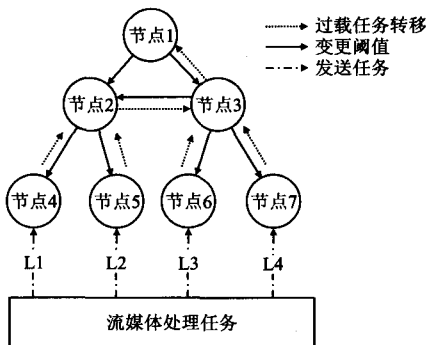 节点1
过载任务转移
变更阈值
发送任务
节点2
节点3
节点4
节点5
节点6
节点7
L1
L2
L3
L4
流媒体处理任务